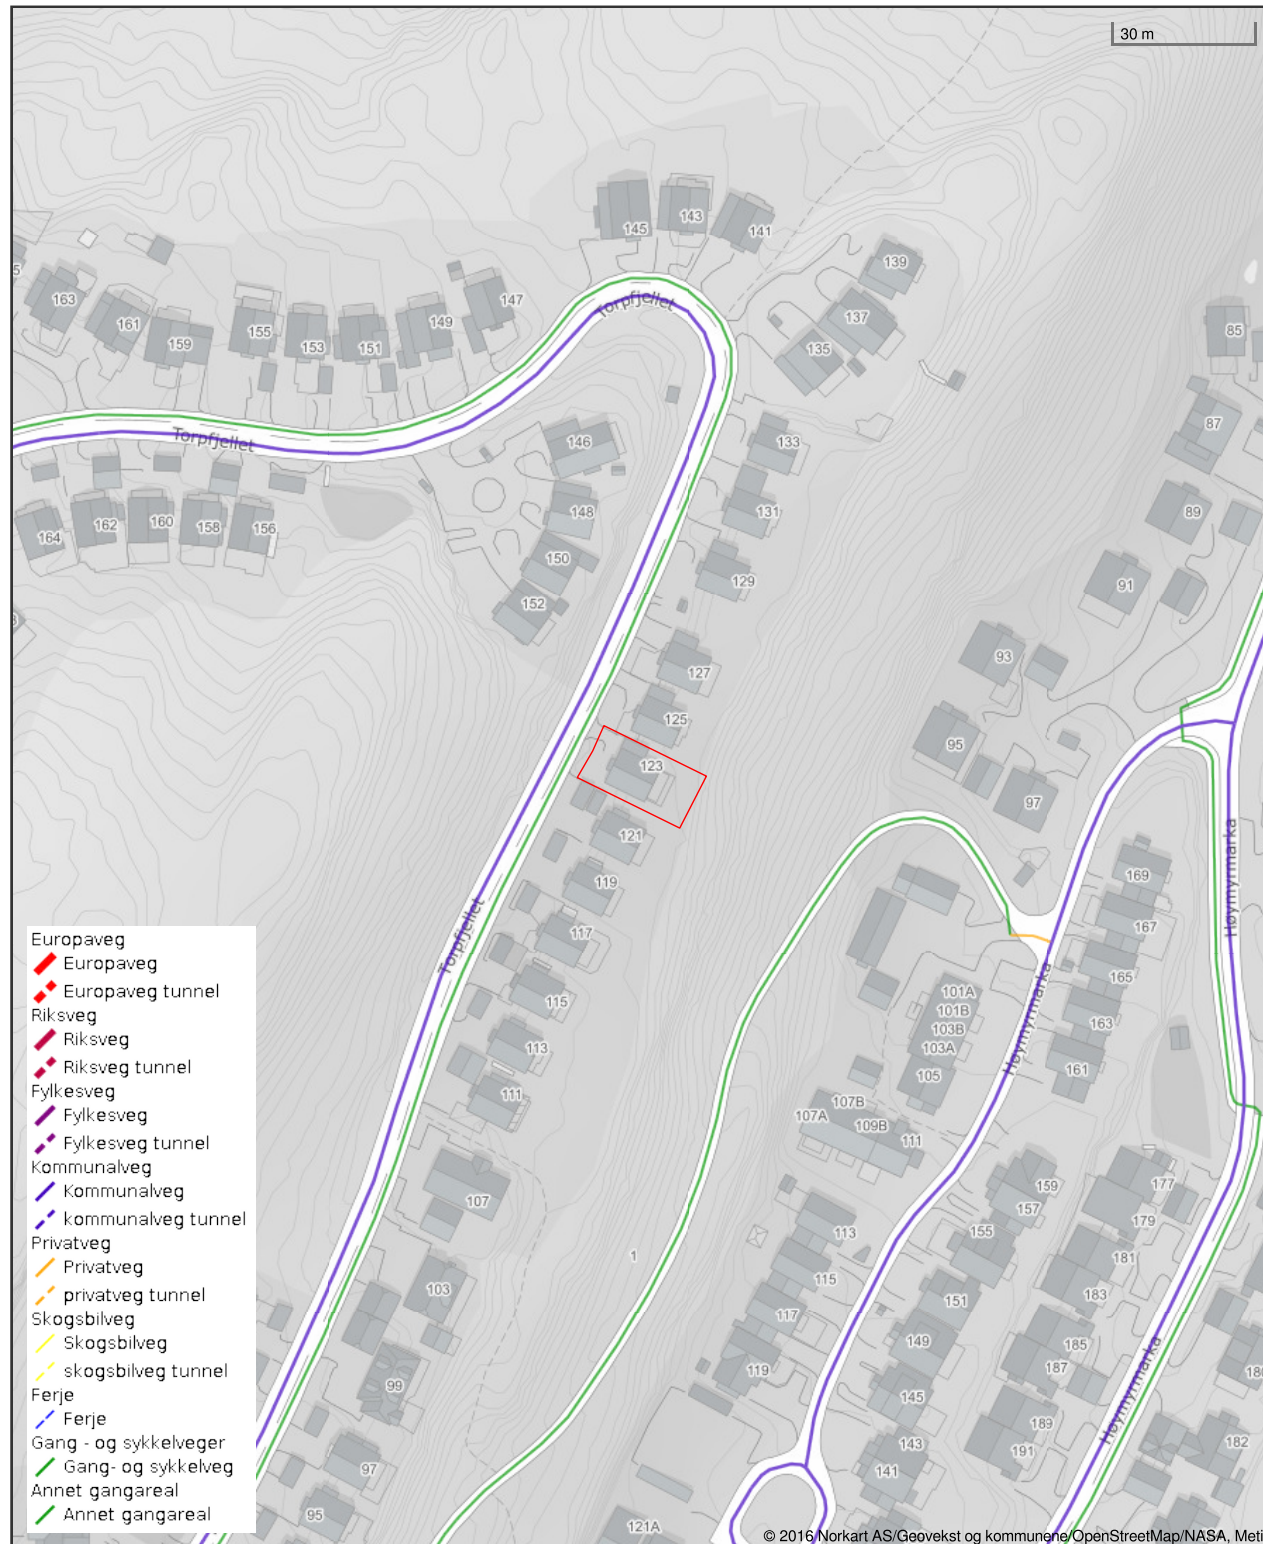 30 m
145
143
141
139
137
135
147
149
151
153
155
159
161
163
5
Torpfjellet
85
87
89
91
93
95
97
Torpfjellet
146
148
150
152
133
131
129
127
125
123
121
119
117
115
113
111
107
103
99
97
95
164
162
160
158
156
Torpfjellet
Høymyrmarka
Høymyrmarka
Høymyrmarka
169
167
165
163
161
101A
101B
103B
103A
105
107B
107A
109B
111
159
157
155
177
179
181
183
185
187
189
191
113
115
117
119
151
149
145
143
141
121A
182
180
1
Europaveg
Europaveg
Europaveg tunnel
Riksveg
Riksveg
Riksveg tunnel
Fylkesveg
Fylkesveg
Fylkesveg tunnel
Kommunalveg
Kommunalveg
kommunalveg tunnel
Privatveg
Privatveg
privatveg tunnel
Skogsbilveg
Skogsbilveg
skogsbilveg tunnel
Ferje
Ferje
Gang - og sykkelveger
Gang- og sykkelveg
Annet gangareal
Annet gangareal
© 2016 Norkart AS/Geovekst og kommunene/OpenStreetMap/NASA, Meti